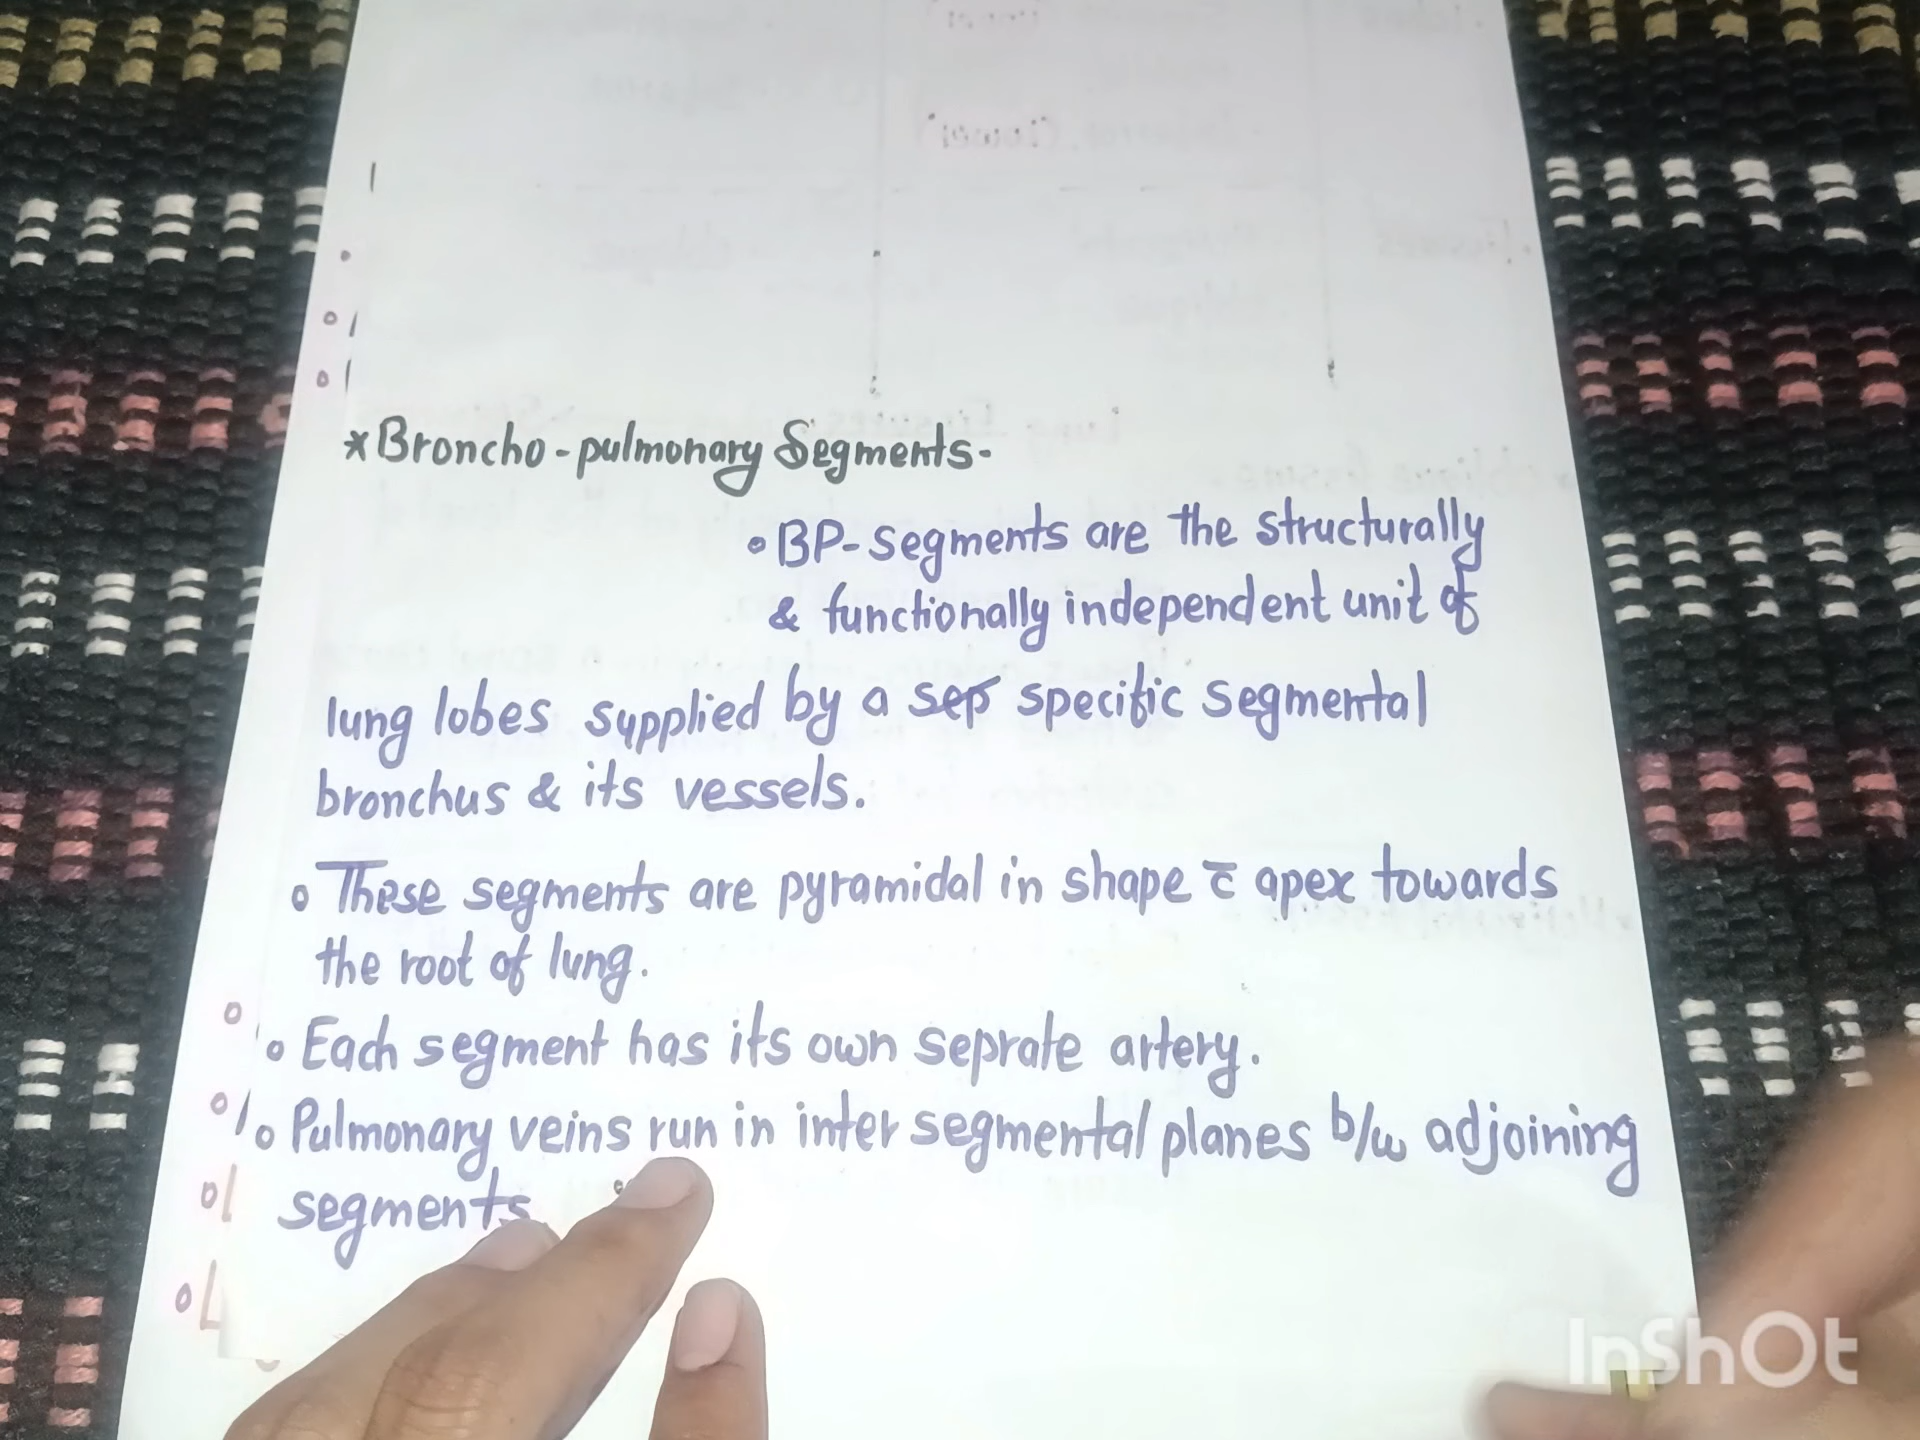 *Broncho-pulmonary Segments-
• BP-segments are the structurally
& functionally independent unit of
lung lobes supplied by a sep specific segmental
bronchus & its vessels.
• These segments are pyramidal in shape c̄ apex towards
the root of lung.
• Each segment has its own seprate artery.
• Pulmonary veins run in inter segmental planes b/w adjoining
segments
InShOt